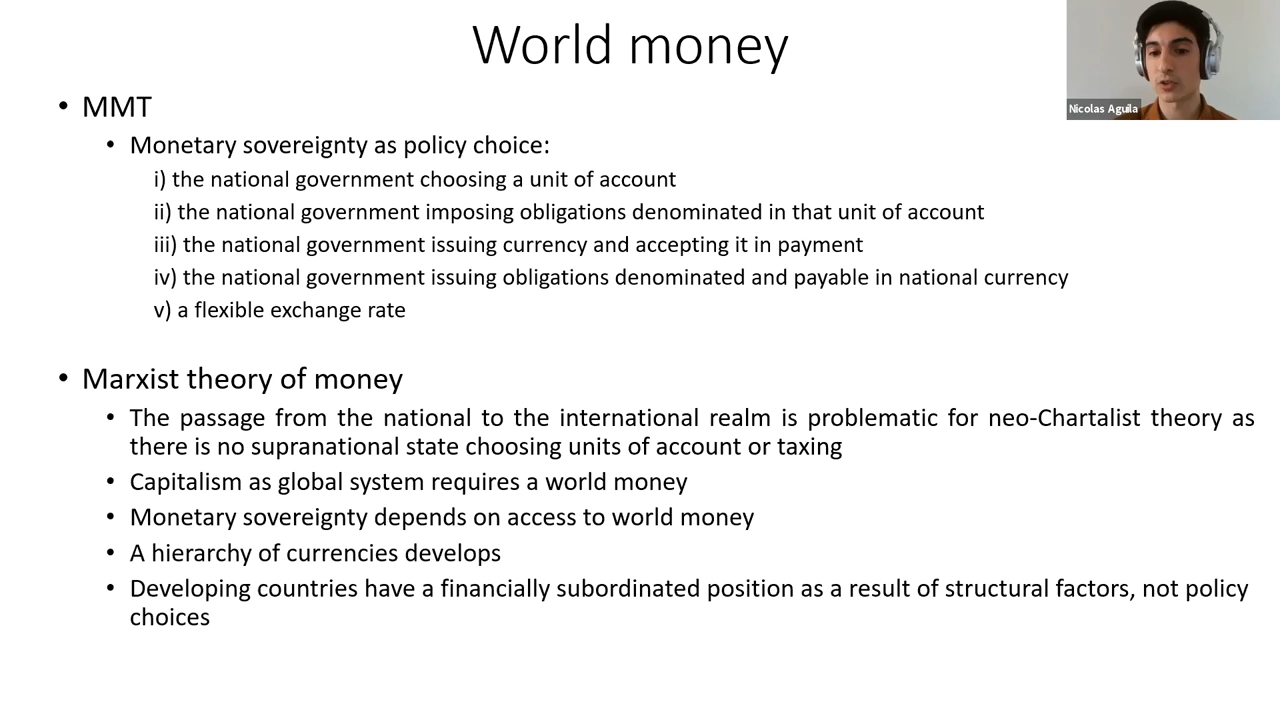 World money
Nicolas Aguila
• MMT
• Monetary sovereignty as policy choice:
i) the national government choosing a unit of account
ii) the national government imposing obligations denominated in that unit of account
iii) the national government issuing currency and accepting it in payment
iv) the national government issuing obligations denominated and payable in national currency
v) a flexible exchange rate
• Marxist theory of money
• The passage from the national to the international realm is problematic for neo-Chartalist theory as
there is no supranational state choosing units of account or taxing
• Capitalism as global system requires a world money
• Monetary sovereignty depends on access to world money
• A hierarchy of currencies develops
• Developing countries have a financially subordinated position as a result of structural factors, not policy
choices